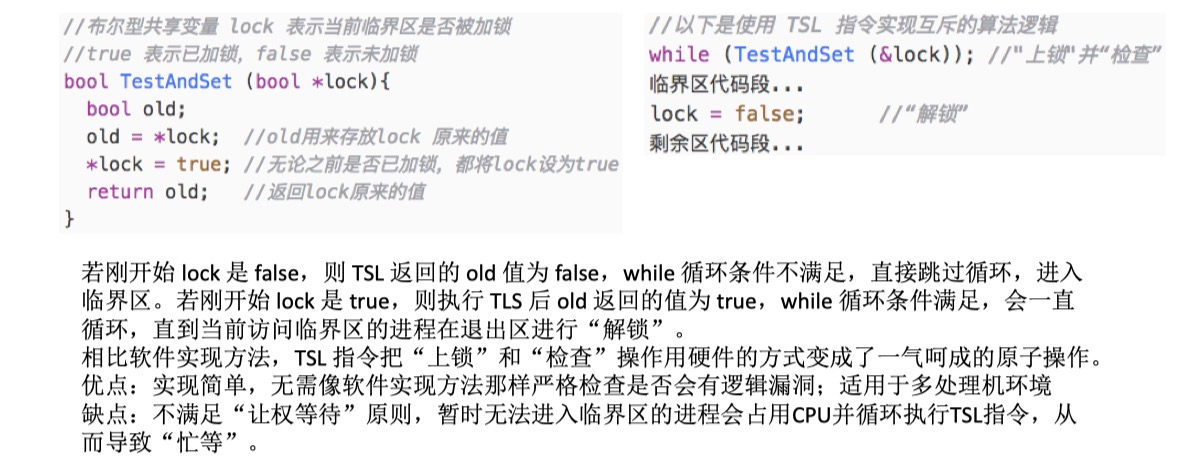 //布尔型共享变量 lock 表示当前临界区是否被加锁
//true 表示已加锁，false 表示未加锁
bool TestAndSet (bool *lock){
  bool old;
  old = *lock;  //old用来存放lock 原来的值
  *lock = true; //无论之前是否已加锁，都将lock设为true
  return old;   //返回lock原来的值
}
//以下是使用 TSL 指令实现互斥的算法逻辑
while (TestAndSet (&lock)); //"上锁"并“检查”
临界区代码段...
lock = false;       //“解锁”
剩余区代码段...
若刚开始 lock 是 false，则 TSL 返回的 old 值为 false，while 循环条件不满足，直接跳过循环，进入
临界区。若刚开始 lock 是 true，则执行 TLS 后 old 返回的值为 true，while 循环条件满足，会一直
循环，直到当前访问临界区的进程在退出区进行“解锁”。
相比软件实现方法，TSL 指令把“上锁”和“检查”操作用硬件的方式变成了一气呵成的原子操作。
优点：实现简单，无需像软件实现方法那样严格检查是否会有逻辑漏洞；适用于多处理机环境
缺点：不满足“让权等待”原则，暂时无法进入临界区的进程会占用CPU并循环执行TSL指令，从
而导致“忙等”。